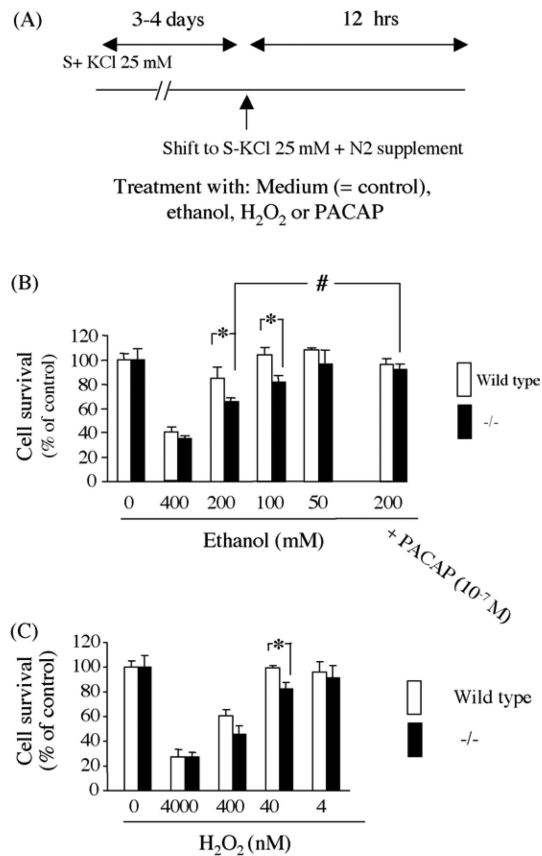 (A)
3-4 days 12 hrs
S+ KCl 25 mM
Shift to S-KCl 25 mM + N2 supplement
Treatment with: Medium (= control),
ethanol, H₂O₂ or PACAP
(B)
#
* *
Cell survival
(% of control)
120
100
80
60
40
20
0
0 400 200 100 50 200
Ethanol (mM)
+ PACAP (10⁻⁷ M)
Wild type
-/-
(C)
*
Cell survival
(% of control)
120
100
80
60
40
20
0
0 4000 400 40 4
H₂O₂ (nM)
Wild type
-/-